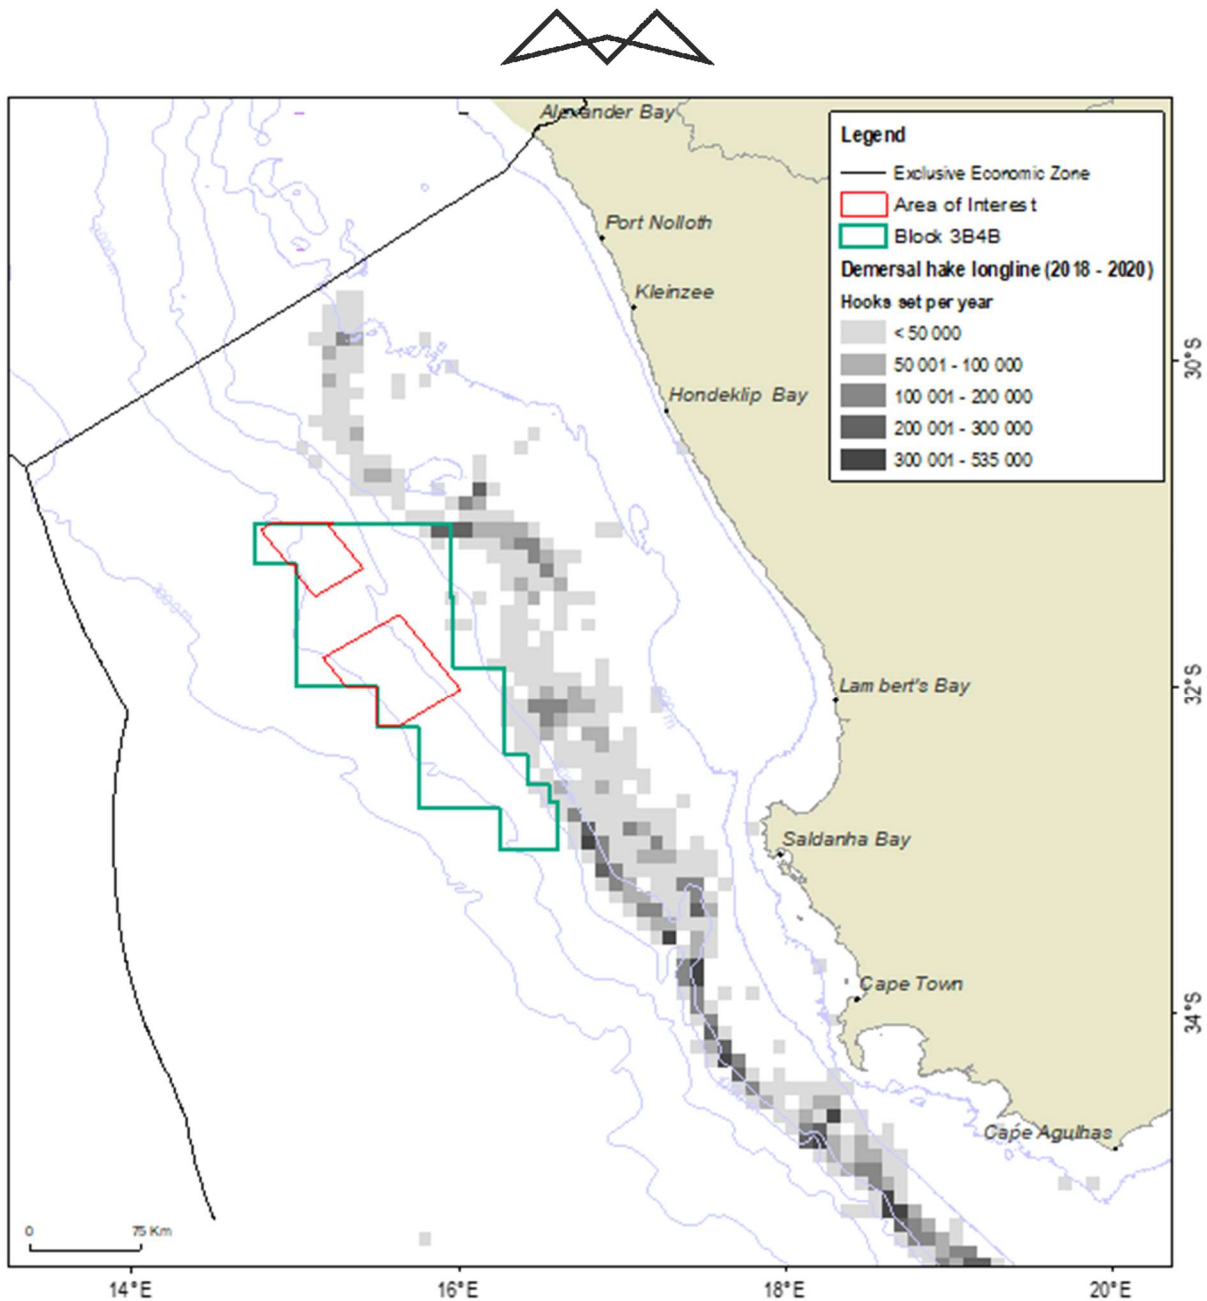 Alexander Bay
Port Nolloth
Kleinzee
Hondeklip Bay
Lambert's Bay
Saldanha Bay
Cape Town
Cape Agulhas
Legend
Exclusive Economic Zone
Area of Interest
Block 3B4B
Demersal hake longline (2018 - 2020)
Hooks set per year
< 50 000
50 001 - 100 000
100 001 - 200 000
200 001 - 300 000
300 001 - 535 000
30°S
32°S
34°S
0 75 Km
14°E 16°E 18°E 20°E